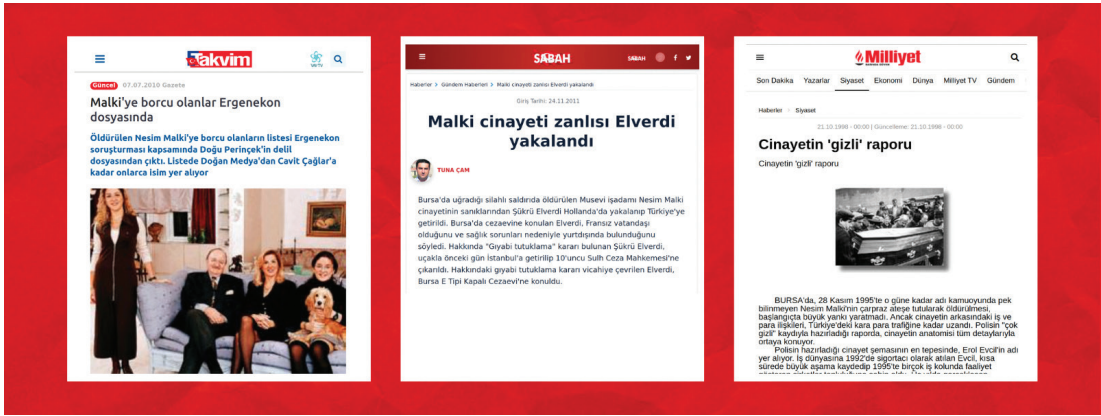 Takvim
Güncel 07.07.2010 Gazete
Malki'ye borcu olanlar Ergenekon
dosyasında
Öldürülen Nesim Malki'ye borcu olanların listesi Ergenekon
soruşturması kapsamında Doğu Perinçek'in delil
dosyasından çıktı. Listede Doğan Medya'dan Cavit Çağlar'a
kadar onlarca isim yer alıyor
SABAH
SABAH
Haberler > Gündem Haberleri > Malki cinayeti zanlısı Elverdi yakalandı
Giriş Tarihi: 24.11.2011
Malki cinayeti zanlısı Elverdi
yakalandı
TUNA ÇAM
Bursa'da uğradığı silahlı saldırıda öldürülen Musevi işadamı Nesim Malki
cinayetinin sanıklarından Şükrü Elverdi Hollanda'da yakalanıp Türkiye'ye
getirildi. Bursa'da cezaevine konulan Elverdi, Fransız vatandaşı
olduğunu ve sağlık sorunları nedeniyle yurtdışında bulunduğunu
söyledi. Hakkında "Gıyabi tutuklama" kararı bulunan Şükrü Elverdi,
uçakla önceki gün İstanbul'a getirilip 10'uncu Sulh Ceza Mahkemesi'ne
çıkarıldı. Hakkındaki gıyabi tutuklama kararı vicahiye çevrilen Elverdi,
Bursa E Tipi Kapalı Cezaevi'ne konuldu.
Milliyet
Son Dakika Yazarlar Siyaset Ekonomi Dünya Milliyet TV Gündem
Haberler Siyaset
21.10.1998 - 00:00 | Güncelleme: 21.10.1998 - 00:00
Cinayetin 'gizli' raporu
Cinayetin 'gizli' raporu
BURSA'da, 28 Kasım 1995'te o güne kadar adı kamuoyunda pek
bilinmeyen Nesim Malki'nin çarpraz ateşe tutularak öldürülmesi,
başlangıçta büyük yankı yaratmadı. Ancak cinayetin arkasındaki iş ve
para ilişkileri, Türkiye'deki kara para trafiğine kadar uzandı. Polisin "çok
gizli" kaydıyla hazırladığı raporda, cinayetin anatomisi tüm detaylarıyla
ortaya konuyor.
Polisin hazırladığı cinayet şemasının en tepesinde, Erol Evcil'in adı
yer alıyor. İş dünyasına 1992'de sigortacı olarak atılan Evcil, kısa
sürede büyük aşama kaydedip 1995'te birçok iş kolunda faaliyet